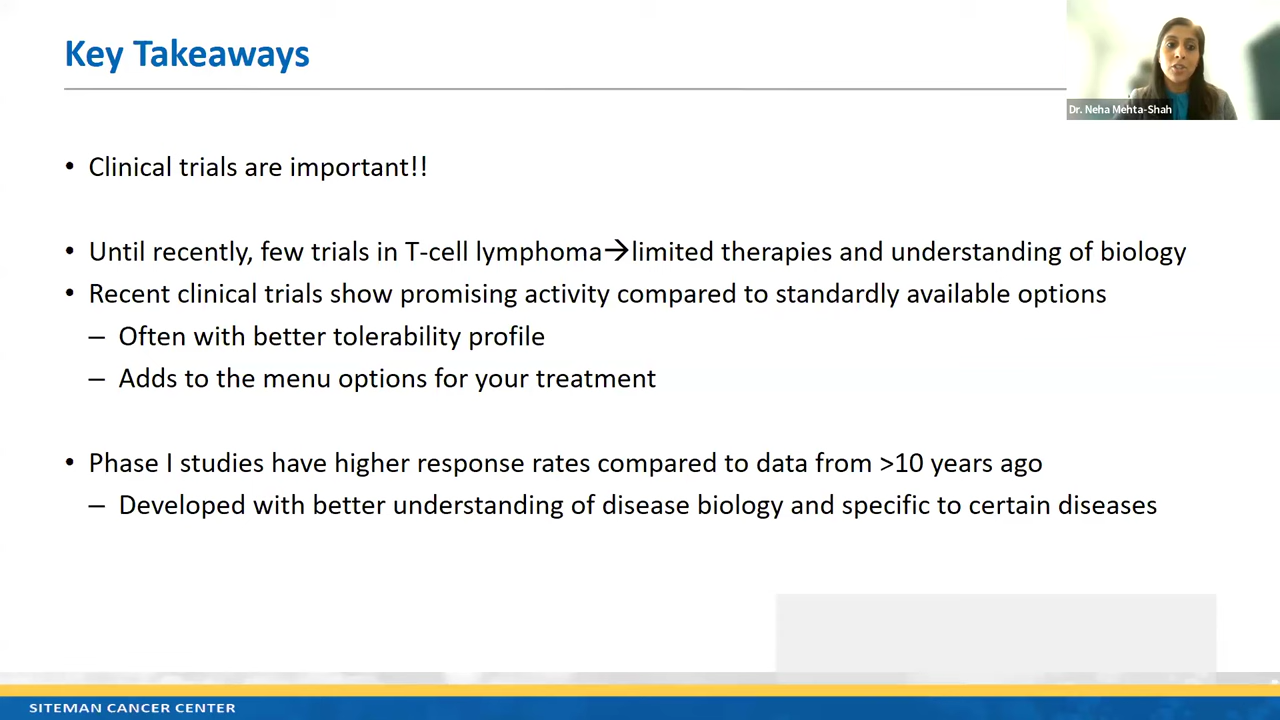 Key Takeaways
Dr. Neha Mehta-Shah
• Clinical trials are important!!
• Until recently, few trials in T-cell lymphoma→limited therapies and understanding of biology
• Recent clinical trials show promising activity compared to standardly available options
– Often with better tolerability profile
– Adds to the menu options for your treatment
• Phase I studies have higher response rates compared to data from >10 years ago
– Developed with better understanding of disease biology and specific to certain diseases
SITEMAN CANCER CENTER